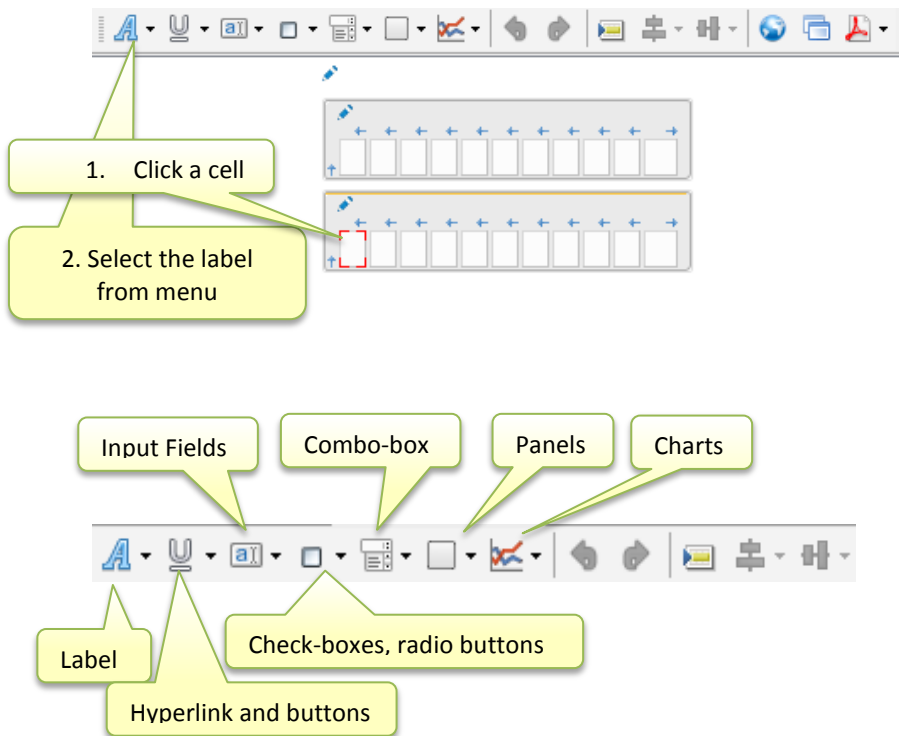 1. Click a cell
2. Select the label
from menu
Input Fields
Combo-box
Panels
Charts
Label
Check-boxes, radio buttons
Hyperlink and buttons